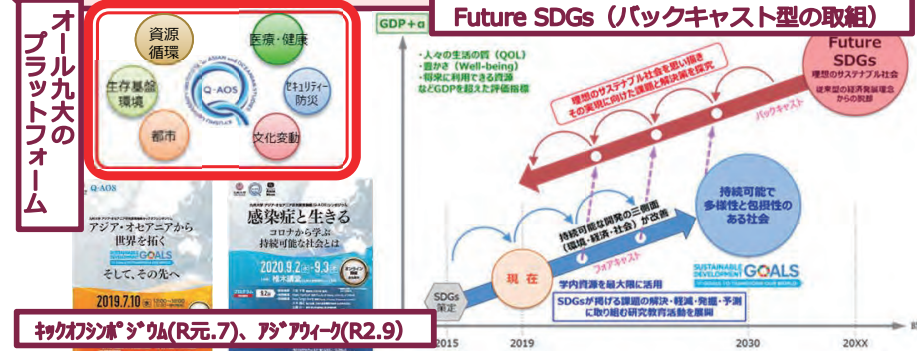 オール九大の
プラットフォーム
資源
循環
医療・健康
生存基盤
環境
Q-AOS
セキュリティー
防災
都市
文化変動
Q-AOS
アジア・オセアニアから
世界を拓く
SUSTAINABLE
DEVELOPMENT GOALS
そして、その先へ
2019.7.10
感染症と生きる
コロナから学ぶ
持続可能な社会とは
2020.9.2 9.3
オンライン
椎木講堂
ｷｯｸｵﾌｼﾝﾎﾟｼﾞｳﾑ(R元.7)、ｱｼﾞｱｳｨｰｸ(R2.9)
Future SDGs（バックキャスト型の取組）
GDP+α
・人々の生活の質（QOL）
・豊かさ（Well-being）
・将来に利用できる資源
などGDPを超えた評価指標
理想のサステナブル社会を思い描き
その実現に向けた課題と解決策を探究
バックキャスト
Future
SDGs
理想のサステナブル社会
従来型の経済発展理念
からの脱却
持続可能な開発の三側面
（環境・経済・社会）が改善
フォアキャスト
持続可能で
多様性と包摂性の
ある社会
SUSTAINABLE
DEVELOPMENT GOALS
SDGs
策定
現在
学内資源を最大限に活用
SDGsが掲げる課題の解決・軽減・発掘・予測
に取り組む研究教育活動を展開
2015
2019
2030
20XX